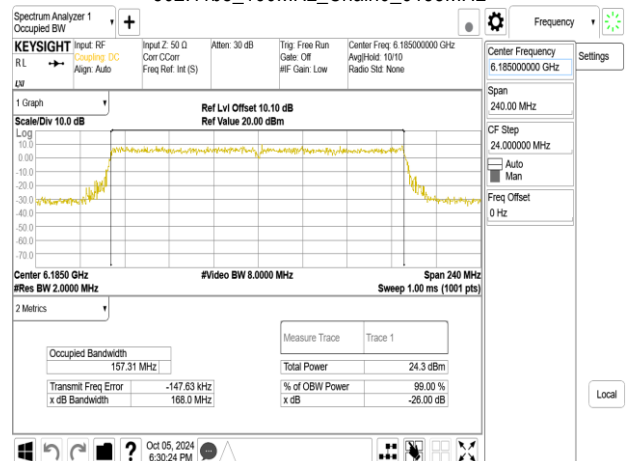 Spectrum Analyzer 1
Occupied BW
KEYSIGHT
RL
Input: RF
Coupling: DC
Align: Auto
Input Z: 50 Ω
Corr CCorr
Freq Ref: Int (S)
Atten: 30 dB
Trig: Free Run
Gate: Off
#IF Gain: Low
Center Freq: 6.185000000 GHz
Avg|Hold: 10/10
Radio Std: None
1 Graph
Scale/Div 10.0 dB
Ref Lvl Offset 10.10 dB
Ref Value 20.00 dBm
Log
10.0
0.00
-10.0
-20.0
-30.0
-40.0
-50.0
-60.0
-70.0
Center 6.1850 GHz
#Video BW 8.0000 MHz
Span 240 MHz
#Res BW 2.0000 MHz
Sweep 1.00 ms (1001 pts)
2 Metrics
Measure Trace
Trace 1
Occupied Bandwidth
157.31 MHz
Total Power
24.3 dBm
Transmit Freq Error
-147.63 kHz
% of OBW Power
99.00 %
x dB Bandwidth
168.0 MHz
x dB
-26.00 dB
Oct 05, 2024
6:30:24 PM
Frequency
Center Frequency
6.185000000 GHz
Settings
Span
240.00 MHz
CF Step
24.000000 MHz
Auto
Man
Freq Offset
0 Hz
Local